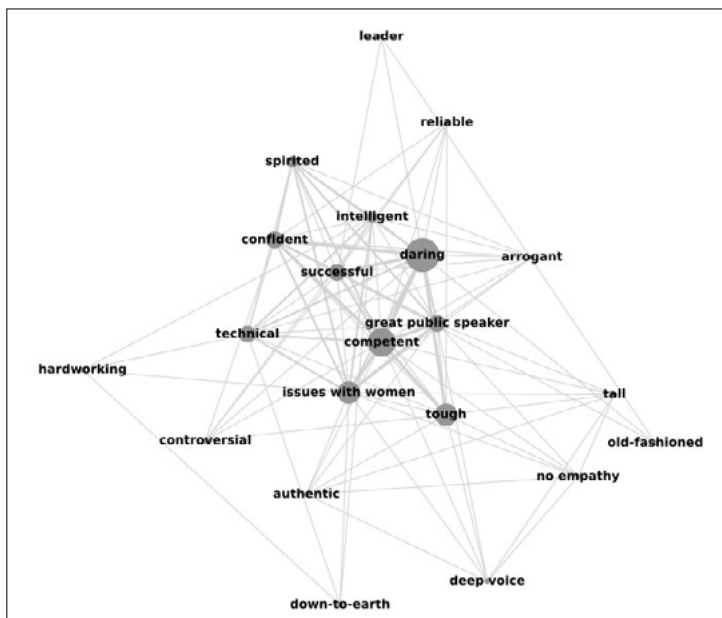 leader
reliable
spirited
intelligent
confident
daring
arrogant
successful
great public speaker
technical
competent
hardworking
issues with women
tall
tough
controversial
old-fashioned
no empathy
authentic
deep voice
down-to-earth